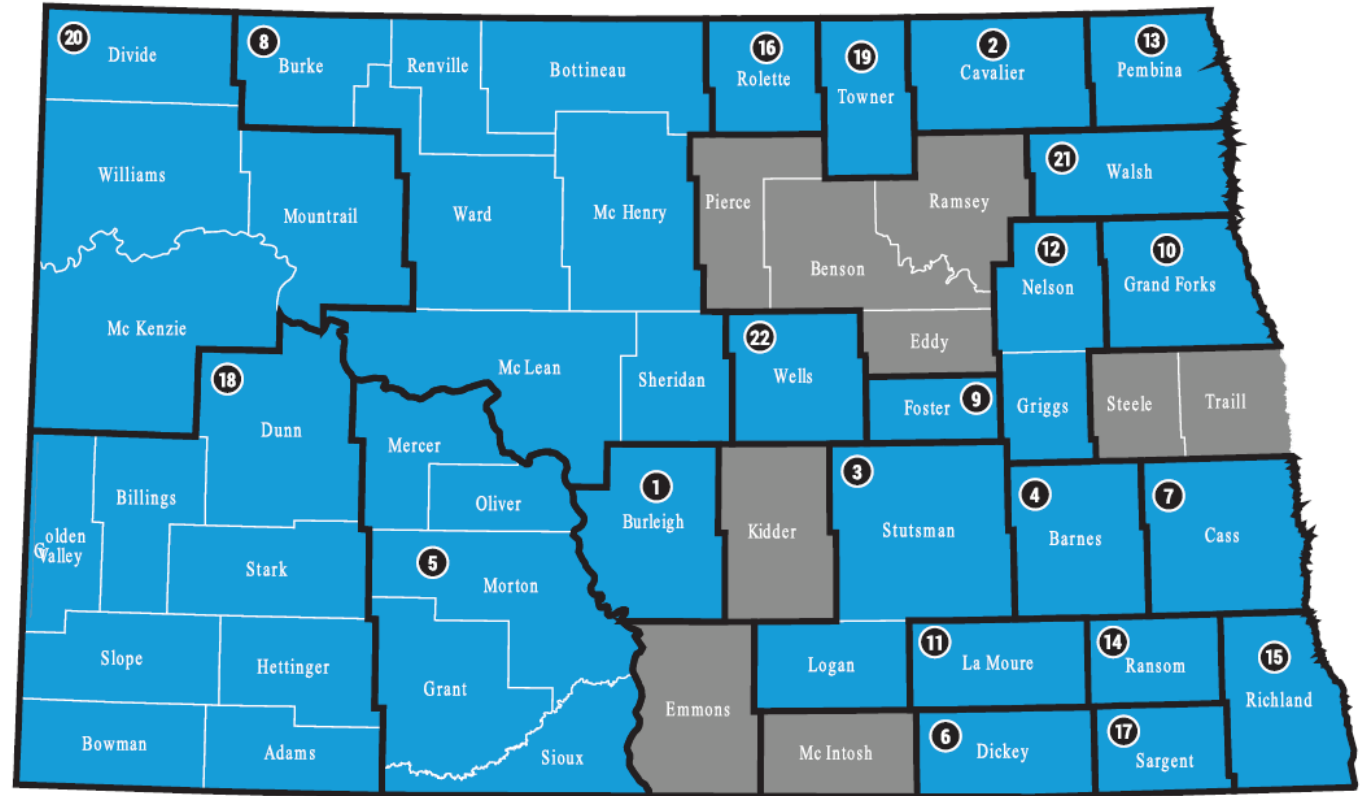 20
Divide
8
Burke
Renville
Bottineau
16
Rolette
19
Towner
2
Cavalier
13
Pembina
Williams
Mountrail
Ward
Mc Henry
Pierce
Benson
Ramsey
21
Walsh
12
Nelson
10
Grand Forks
Mc Kenzie
18
Dunn
Mc Lean
Sheridan
22
Wells
Eddy
Foster
9
Griggs
Steele
Traill
Golden
Valley
Billings
Stark
Mercer
Oliver
5
Morton
1
Burleigh
Kidder
3
Stutsman
4
Barnes
7
Cass
Slope
Hettinger
Grant
Sioux
Bowman
Adams
Emmons
Logan
11
La Moure
14
Ransom
15
Richland
Mc Intosh
6
Dickey
17
Sargent